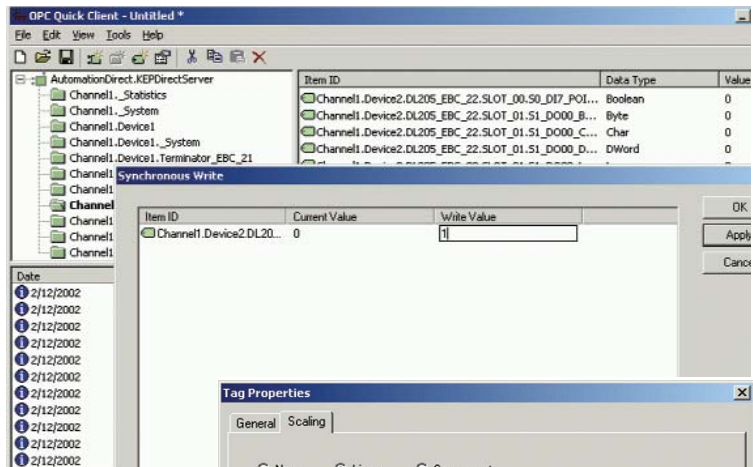 OPC Quick Client - Untitled *
File Edit View Tools Help
AutomationDirect.KEPDirectServer
Channel1._Statistics
Channel1._System
Channel1.Device1
Channel1.Device1._System
Channel1.Device1.Terminator_EBC_21
Channel1
Channel1
Channel
Channel1
Channel1
Channel1
Item ID Data Type Value
Channel1.Device2.DL205_EBC_22.SLOT_00.S0_DI7_POI... Boolean 0
Channel1.Device2.DL205_EBC_22.SLOT_01.S1_DO00_B... Byte 0
Channel1.Device2.DL205_EBC_22.SLOT_01.S1_DO00_C... Char 0
Channel1.Device2.DL205_EBC_22.SLOT_01.S1_DO00_D... DWord 0
Synchronous Write
Item ID Current Value Write Value
Channel1.Device2.DL20... 0 1
OK
Apply
Cance
Date
2/12/2002
2/12/2002
2/12/2002
2/12/2002
2/12/2002
2/12/2002
2/12/2002
2/12/2002
2/12/2002
2/12/2002
2/12/2002
Tag Properties
General Scaling